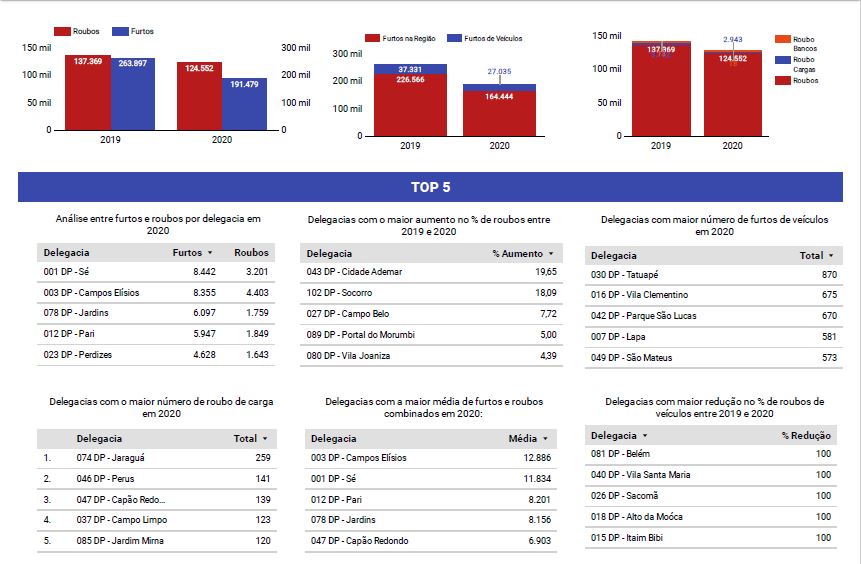 Roubos Furtos
150 mil
100 mil
50 mil
0
300 mil
200 mil
100 mil
0
137.369 263.897
124.552
191.479
2019 2020
Furtos na Região Furtos de Veículos
300 mil
200 mil
100 mil
0
37.331
226.566
27.035
164.444
2019 2020
150 mil
100 mil
50 mil
0
2.943
137.369
124.552
2019 2020
Roubo
Bancos
Roubo
Cargas
Roubos
TOP 5
Análise entre furtos e roubos por delegacia em
2020
Delegacia Furtos Roubos
001 DP - Sé 8.442 3.201
003 DP - Campos Elísios 8.355 4.403
078 DP - Jardins 6.097 1.759
012 DP - Pari 5.947 1.849
023 DP - Perdizes 4.628 1.643
Delegacias com o maior aumento no % de roubos entre
2019 e 2020
Delegacia % Aumento
043 DP - Cidade Ademar 19,65
102 DP - Socorro 18,09
027 DP - Campo Belo 7,72
089 DP - Portal do Morumbi 5,00
080 DP - Vila Joaniza 4,39
Delegacias com maior número de furtos de veículos
em 2020
Delegacia Total
030 DP - Tatuapé 870
016 DP - Vila Clementino 675
042 DP - Parque São Lucas 670
007 DP - Lapa 581
049 DP - São Mateus 573
Delegacias com o maior número de roubo de carga
em 2020
Delegacia Total
1. 074 DP - Jaraguá 259
2. 046 DP - Perus 141
3. 047 DP - Capão Redo... 139
4. 037 DP - Campo Limpo 123
5. 085 DP - Jardim Mirna 120
Delegacias com a maior média de furtos e roubos
combinados em 2020:
Delegacia Média
003 DP - Campos Elísios 12.886
001 DP - Sé 11.834
012 DP - Pari 8.201
078 DP - Jardins 8.156
047 DP - Capão Redondo 6.903
Delegacias com maior redução no % de roubos de
veículos entre 2019 e 2020
Delegacia % Redução
081 DP - Belém 100
040 DP - Vila Santa Maria 100
026 DP - Sacomã 100
018 DP - Alto da Moóca 100
015 DP - Itaim Bibi 100